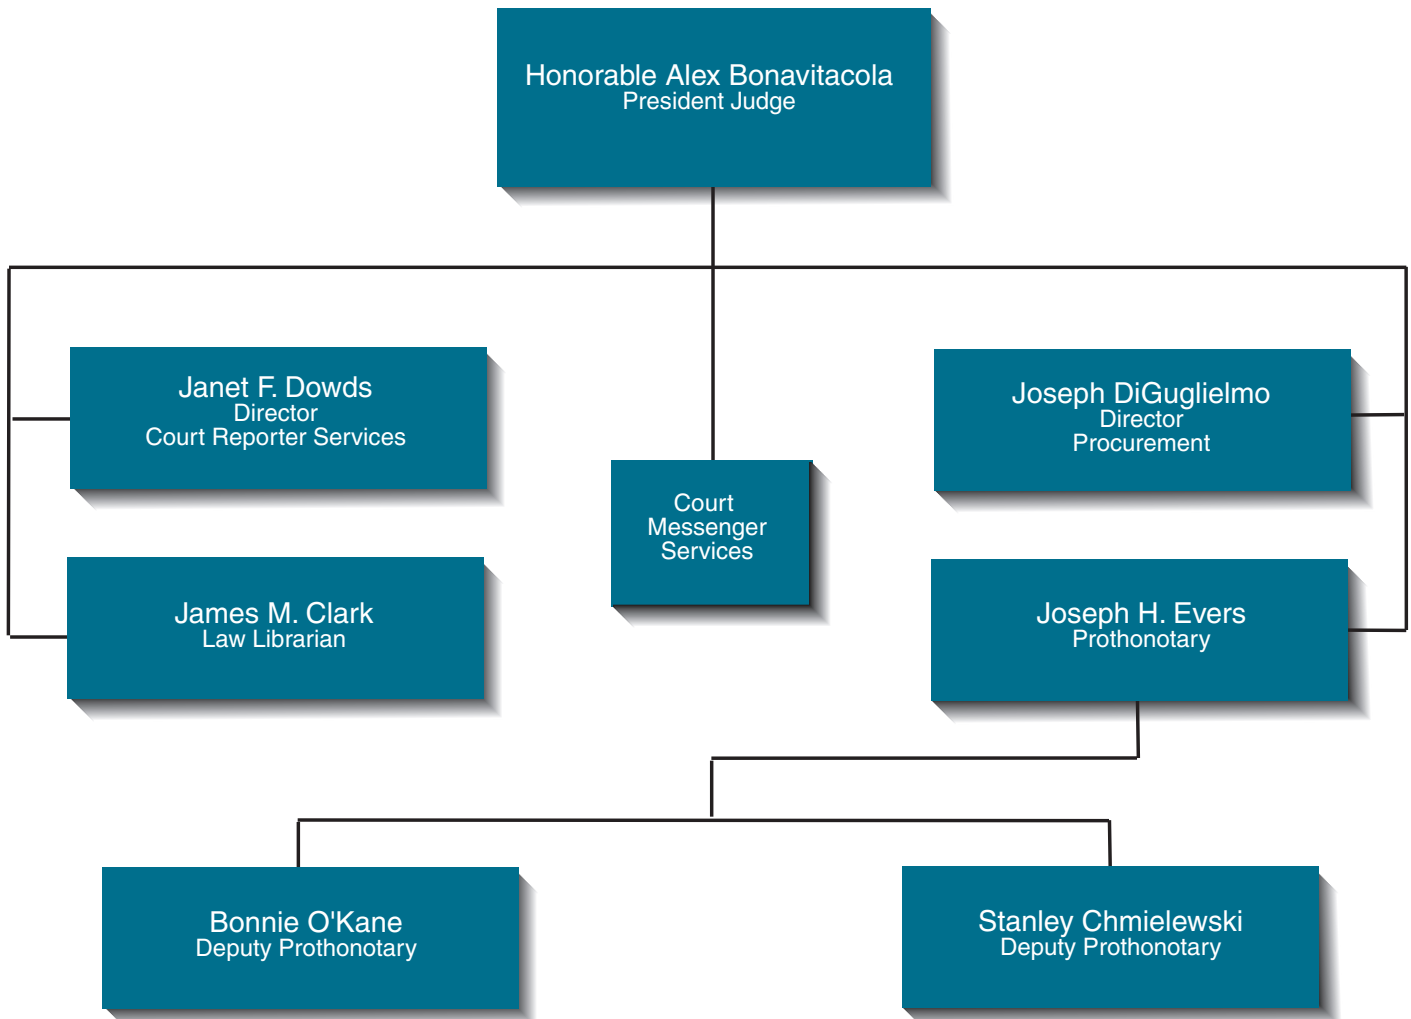 Honorable Alex Bonavitacola
President Judge
Janet F. Dowds
Director
Court Reporter Services
Joseph DiGuglielmo
Director
Procurement
Court
Messenger
Services
James M. Clark
Law Librarian
Joseph H. Evers
Prothonotary
Bonnie O'Kane
Deputy Prothonotary
Stanley Chmielewski
Deputy Prothonotary